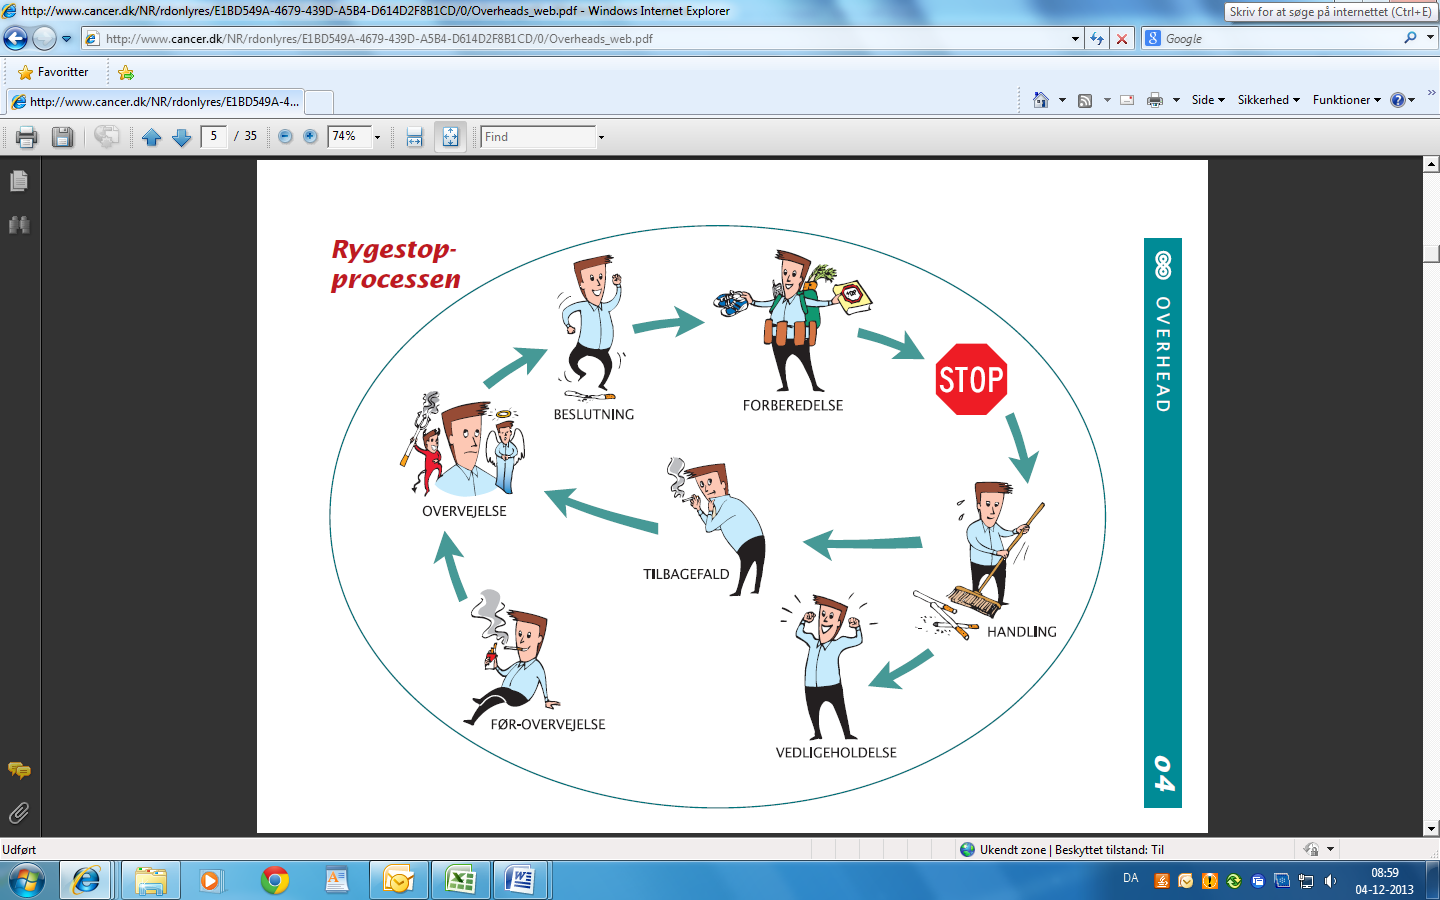 http://www.cancer.dk/NR/rdonlyres/E1BD549A-4679-439D-A5B4-D614D2F8B1CD/0/Overheads_web.pdf - Windows Internet Explorer
Skriv for at søge på internettet (Ctrl+E)
http://www.cancer.dk/NR/rdonlyres/E1BD549A-4679-439D-A5B4-D614D2F8B1CD/0/Overheads_web.pdf
Google
Favoritter
http://www.cancer.dk/NR/rdonlyres/E1BD549A-4...
Side
Sikkerhed
Funktioner
5 / 35
74%
Find
Rygestop-
processen
BESLUTNING
FORBEREDELSE
STOP
OVERVEJELSE
TILBAGEFALD
HANDLING
FØR-OVERVEJELSE
VEDLIGEHOLDELSE
OVERHEAD
04
Udført
Ukendt zone | Beskyttet tilstand: Til
DA
08:59
04-12-2013